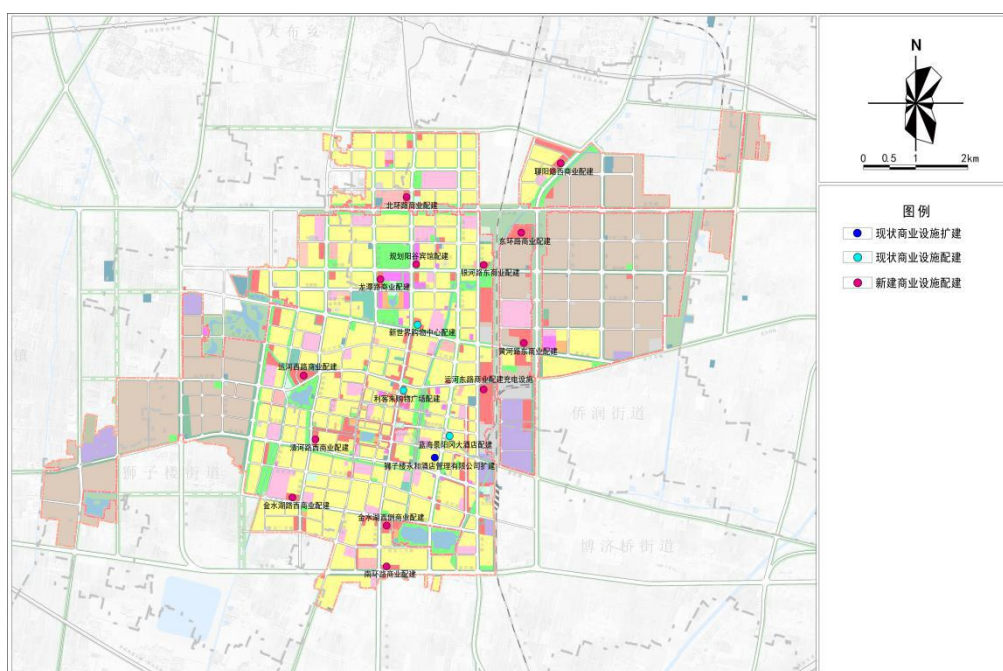 大布乡
N
0 0.5 1 2km
图例
现状商业设施扩建
现状商业设施配建
新建商业设施配建
聊阳路西商业配建
北环路商业配建
东环路商业配建
规划阳谷宾馆配建
银河路东商业配建
龙潭路商业配建
新世界购物中心配建
黄河路东商业配建
运河西路商业配建
运河东路商业配建充电设施
利客来购物广场配建
侨润街道
清河路西商业配建
蓝海景阳冈大酒店配建
狮子楼永和酒店管理有限公司扩建
狮子楼街道
镇
金水湖路西商业配建
金水湖西侧商业配建
博济桥街道
南环路商业配建